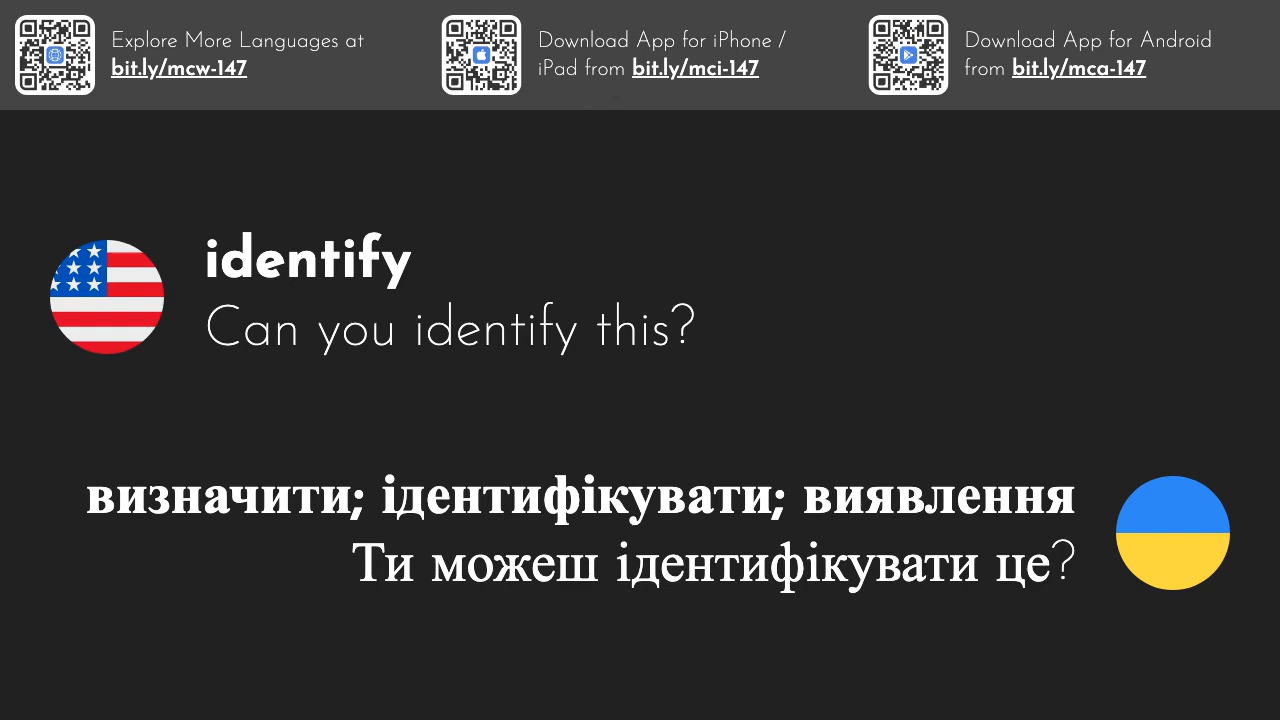 Explore More Languages at
bit.ly/mcw-147
Download App for iPhone /
iPad from bit.ly/mci-147
Download App for Android
from bit.ly/mca-147
identify
Can you identify this?
визначити; ідентифікувати; виявлення
Ти можеш ідентифікувати це?